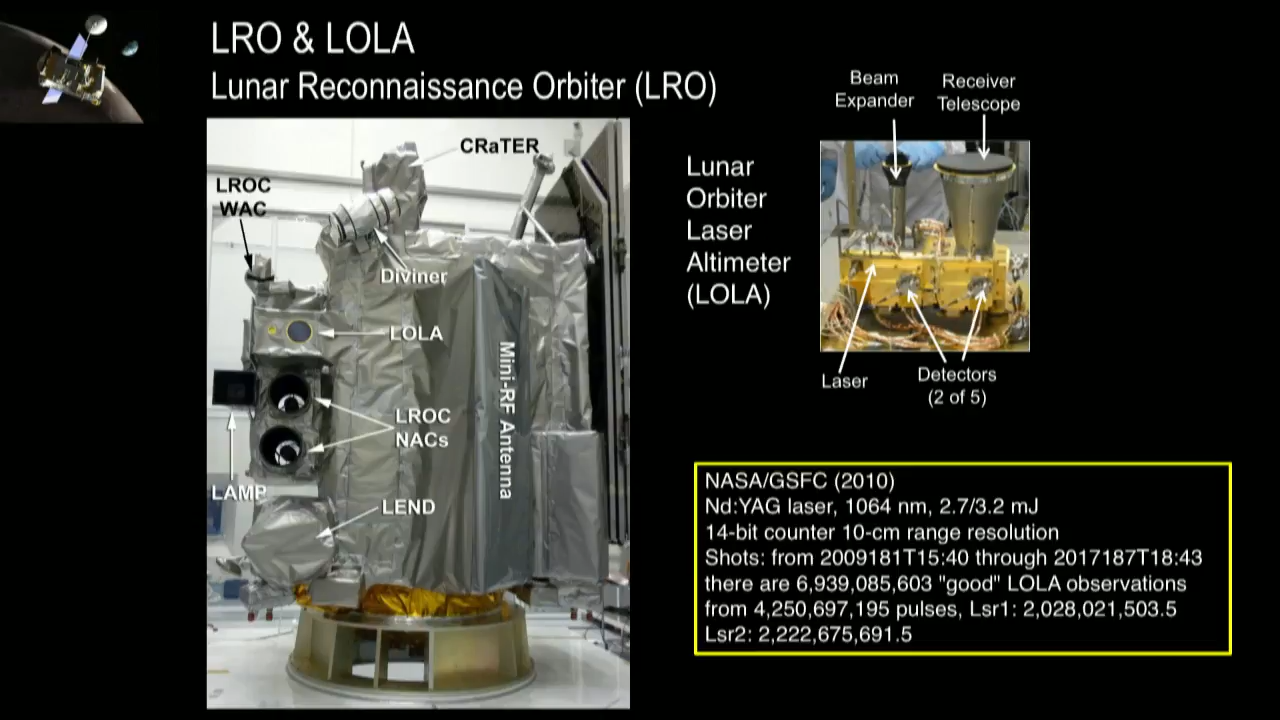 LRO & LOLA
Lunar Reconnaissance Orbiter (LRO)
CRaTER
LROC
WAC
Diviner
LOLA
Mini-RF Antenna
LROC
NACs
LAMP
LEND
Lunar
Orbiter
Laser
Altimeter
(LOLA)
Beam
Expander
Receiver
Telescope
Laser
Detectors
(2 of 5)
NASA/GSFC (2010)
Nd:YAG laser, 1064 nm, 2.7/3.2 mJ
14-bit counter 10-cm range resolution
Shots: from 2009181T15:40 through 2017187T18:43
there are 6,939,085,603 "good" LOLA observations
from 4,250,697,195 pulses, Lsr1: 2,028,021,503.5
Lsr2: 2,222,675,691.5